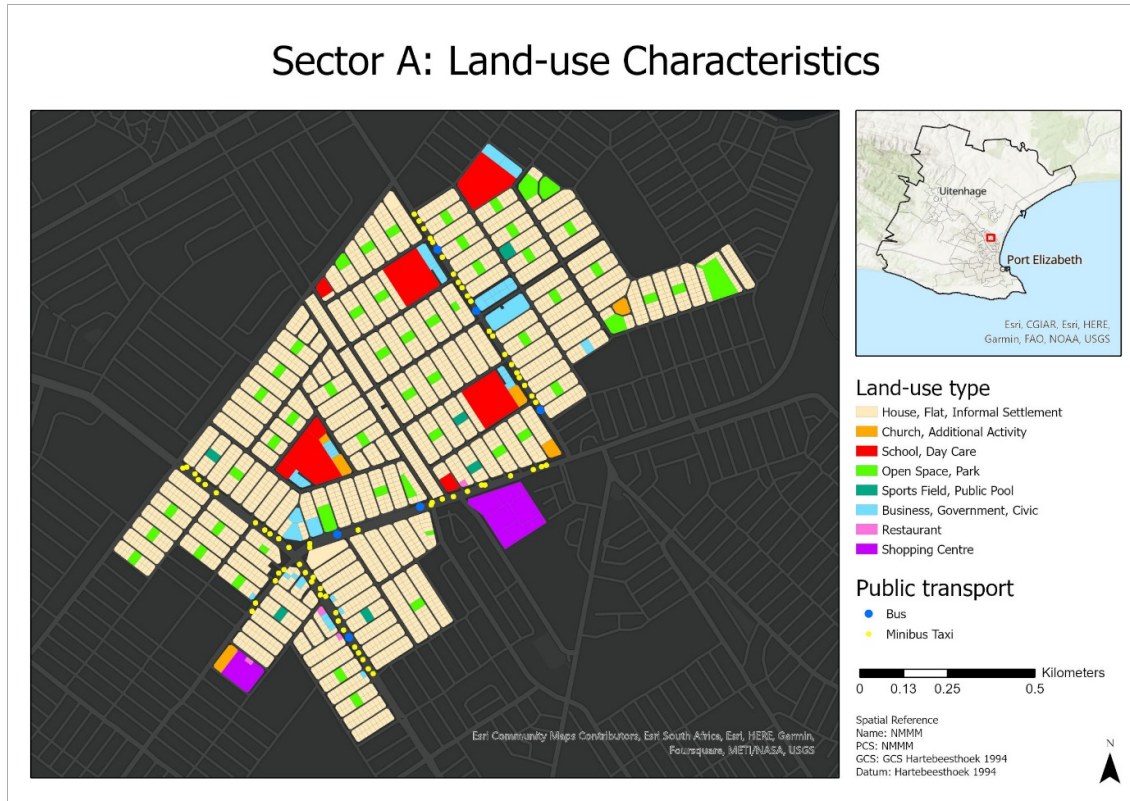 Sector A: Land-use Characteristics
Esri Community Maps Contributors, Esri South Africa, Esri, HERE, Garmin,
Foursquare, METI/NASA, USGS
Uitenhage
Port Elizabeth
Esri, CGIAR, Esri, HERE,
Garmin, FAO, NOAA, USGS
Land-use type
House, Flat, Informal Settlement
Church, Additional Activity
School, Day Care
Open Space, Park
Sports Field, Public Pool
Business, Government, Civic
Restaurant
Shopping Centre
Public transport
Bus
Minibus Taxi
Kilometers
0 0.13 0.25 0.5
Spatial Reference
Name: NMMM
PCS: NMMM
GCS: GCS Hartebeesthoek 1994
Datum: Hartebeesthoek 1994
N